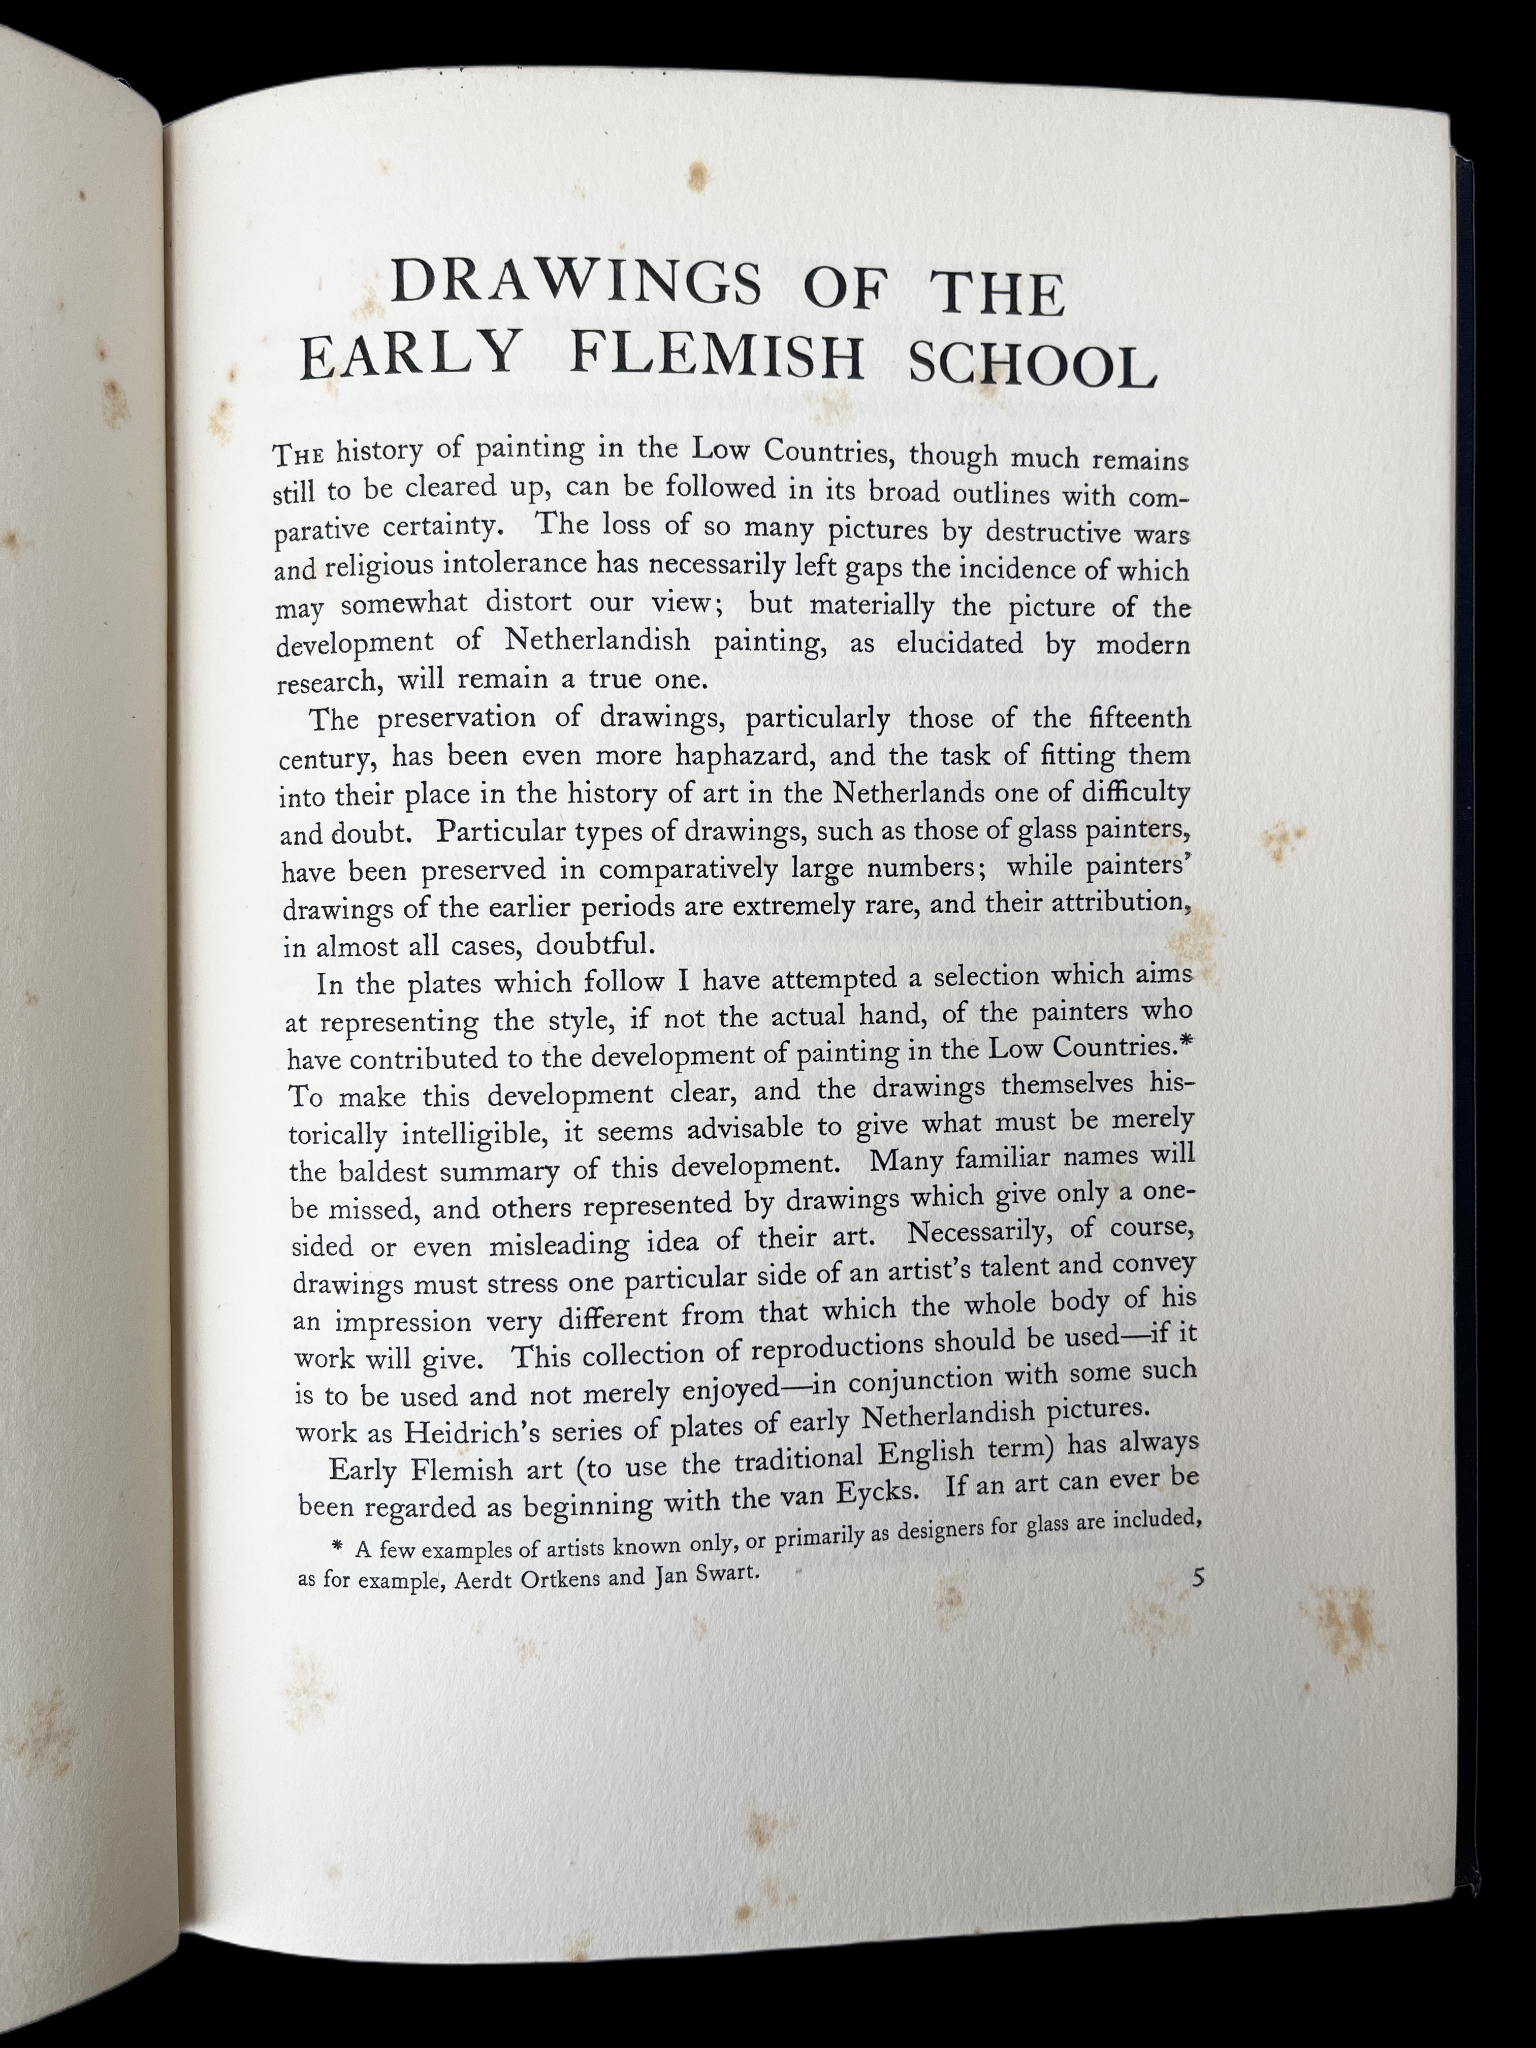 DRAWINGS OF THE
EARLY FLEMISH SCHOOL
THE history of painting in the Low Countries, though much remains
still to be cleared up, can be followed in its broad outlines with com-
parative certainty. The loss of so many pictures by destructive wars
and religious intolerance has necessarily left gaps the incidence of which
may somewhat distort our view; but materially the picture of the
development of Netherlandish painting, as elucidated by modern
research, will remain a true one.
The preservation of drawings, particularly those of the fifteenth
century, has been even more haphazard, and the task of fitting them
into their place in the history of art in the Netherlands one of difficulty
and doubt. Particular types of drawings, such as those of glass painters,
have been preserved in comparatively large numbers; while painters'
drawings of the earlier periods are extremely rare, and their attribution,
in almost all cases, doubtful.
In the plates which follow I have attempted a selection which aims
at representing the style, if not the actual hand, of the painters who
have contributed to the development of painting in the Low Countries.*
To make this development clear, and the drawings themselves his-
torically intelligible, it seems advisable to give what must be merely
the baldest summary of this development. Many familiar names will
be missed, and others represented by drawings which give only a one-
sided or even misleading idea of their art. Necessarily, of course,
drawings must stress one particular side of an artist's talent and convey
an impression very different from that which the whole body of his
work will give. This collection of reproductions should be used—if it
is to be used and not merely enjoyed—in conjunction with some such
work as Heidrich's series of plates of early Netherlandish pictures.
Early Flemish art (to use the traditional English term) has always
been regarded as beginning with the van Eycks. If an art can ever be
* A few examples of artists known only, or primarily as designers for glass are included,
as for example, Aerdt Ortkens and Jan Swart.
5